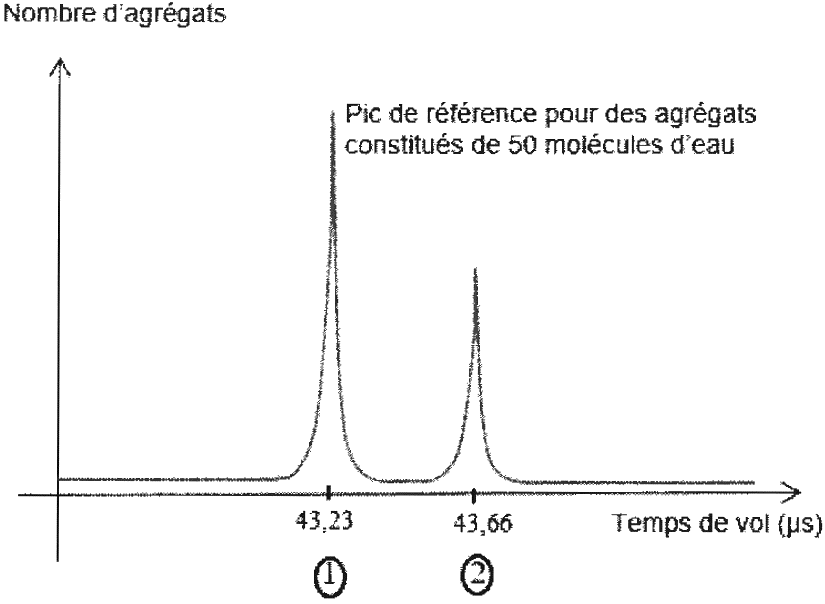 Nombre d'agrégats
Pic de référence pour des agrégats
constitués de 50 molécules d'eau
43,23
43,66
Temps de vol (µs)
1
2